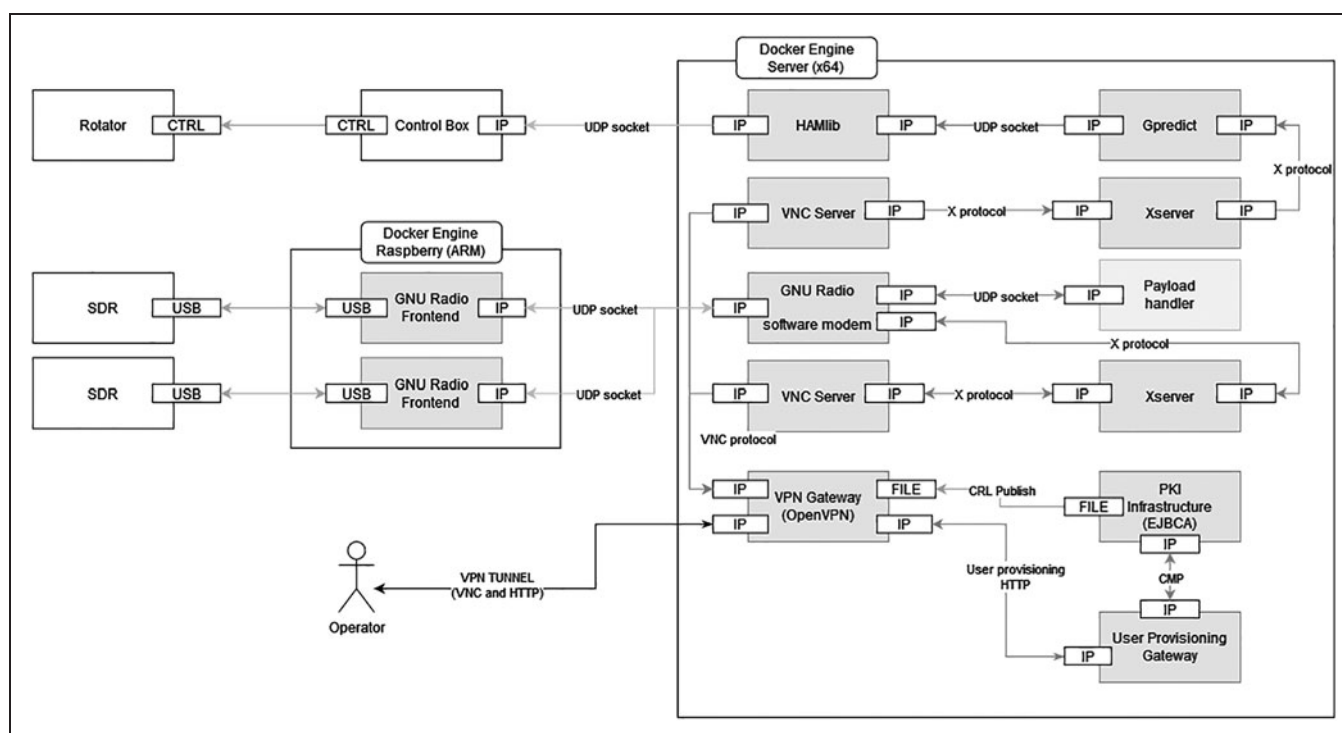 Docker Engine
Server (x64)
Rotator
CTRL
CTRL
Control Box
IP
UDP socket
IP
HAMlib
IP
UDP socket
IP
Gpredict
IP
X protocol
IP
VNC Server
IP
X protocol
IP
Xserver
IP
Docker Engine
Raspberry (ARM)
SDR
USB
USB
GNU Radio
Frontend
IP
UDP socket
IP
GNU Radio
software modem
IP
IP
UDP socket
IP
Payload
handler
X protocol
SDR
USB
USB
GNU Radio
Frontend
IP
UDP socket
IP
VNC Server
IP
X protocol
IP
Xserver
IP
VNC protocol
IP
IP
VPN Gateway
(OpenVPN)
FILE
IP
CRL Publish
FILE
PKI
Infrastructure
(EJBCA)
IP
CMP
IP
User provisioning
HTTP
VPN TUNNEL
(VNC and HTTP)
Operator
IP
User Provisioning
Gateway